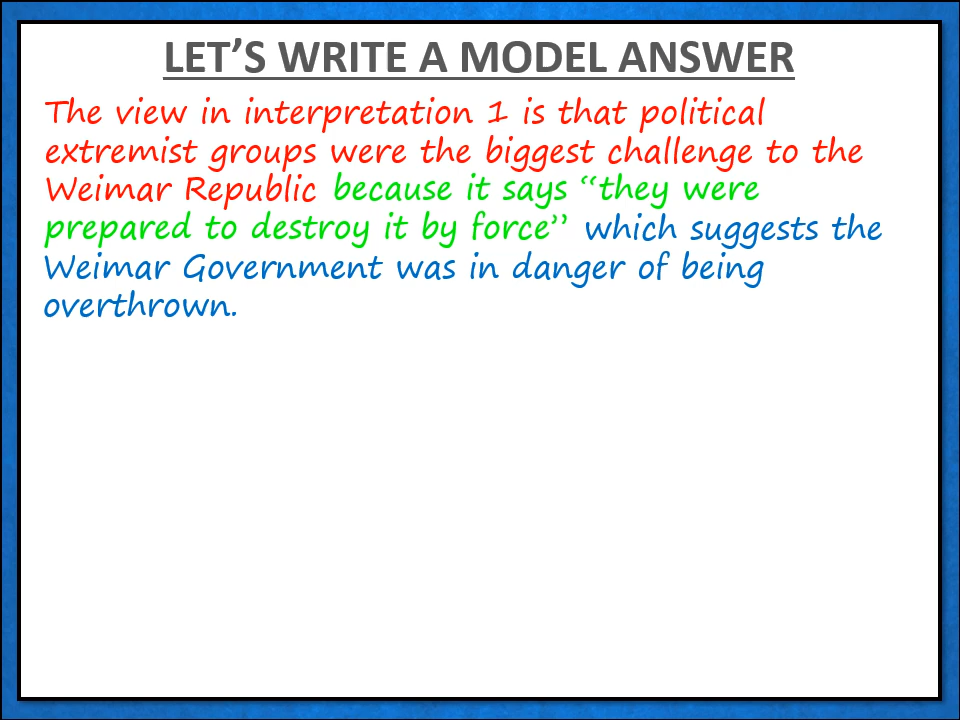 LET’S WRITE A MODEL ANSWER
The view in interpretation 1 is that political
extremist groups were the biggest challenge to the
Weimar Republic because it says “they were
prepared to destroy it by force” which suggests the
Weimar Government was in danger of being
overthrown.